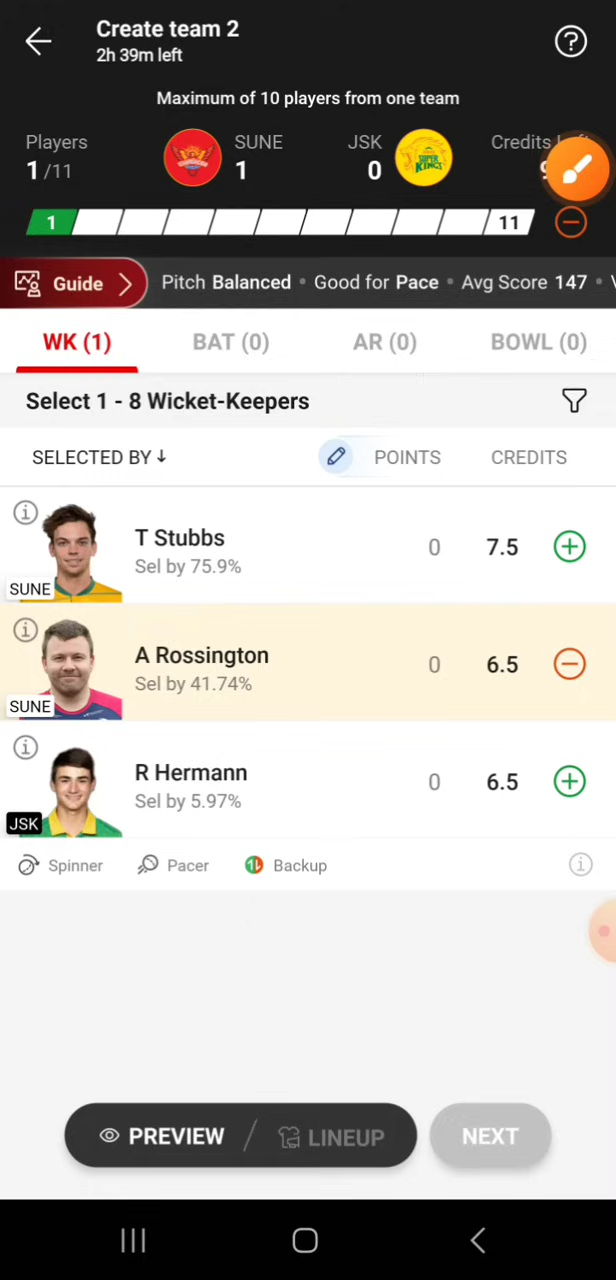 Create team 2
2h 39m left
Maximum of 10 players from one team
Players SUNE JSK Credits
1/11 1 0
SUPER KINGS
1 11
Guide Pitch Balanced • Good for Pace • Avg Score 147 •
WK (1) BAT (0) AR (0) BOWL (0)
Select 1 - 8 Wicket-Keepers
SELECTED BY ↓ POINTS CREDITS
T Stubbs 0 7.5
Sel by 75.9%
SUNE
A Rossington 0 6.5
Sel by 41.74%
SUNE
R Hermann 0 6.5
Sel by 5.97%
JSK
Spinner Pacer Backup
PREVIEW / LINEUP NEXT